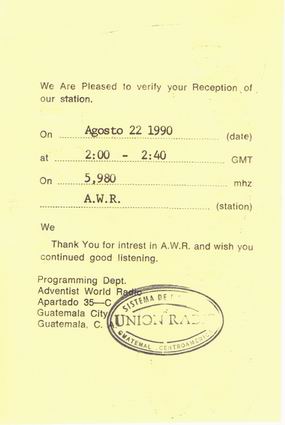 We Are Pleased to verify your Reception of
our station.
On Agosto 22 1990 (date)
at 2:00 - 2:40 GMT
On 5,980 mhz
A.W.R. (station)
We
Thank You for intrest in A.W.R. and wish you
continued good listening.
Programming Dept.
Adventist World Radio
Apartado 35—C
Guatemala City
Guatemala, C. A.
SISTEMA DE
UNION RADIO
GUATEMALA, CENTROAMERICA